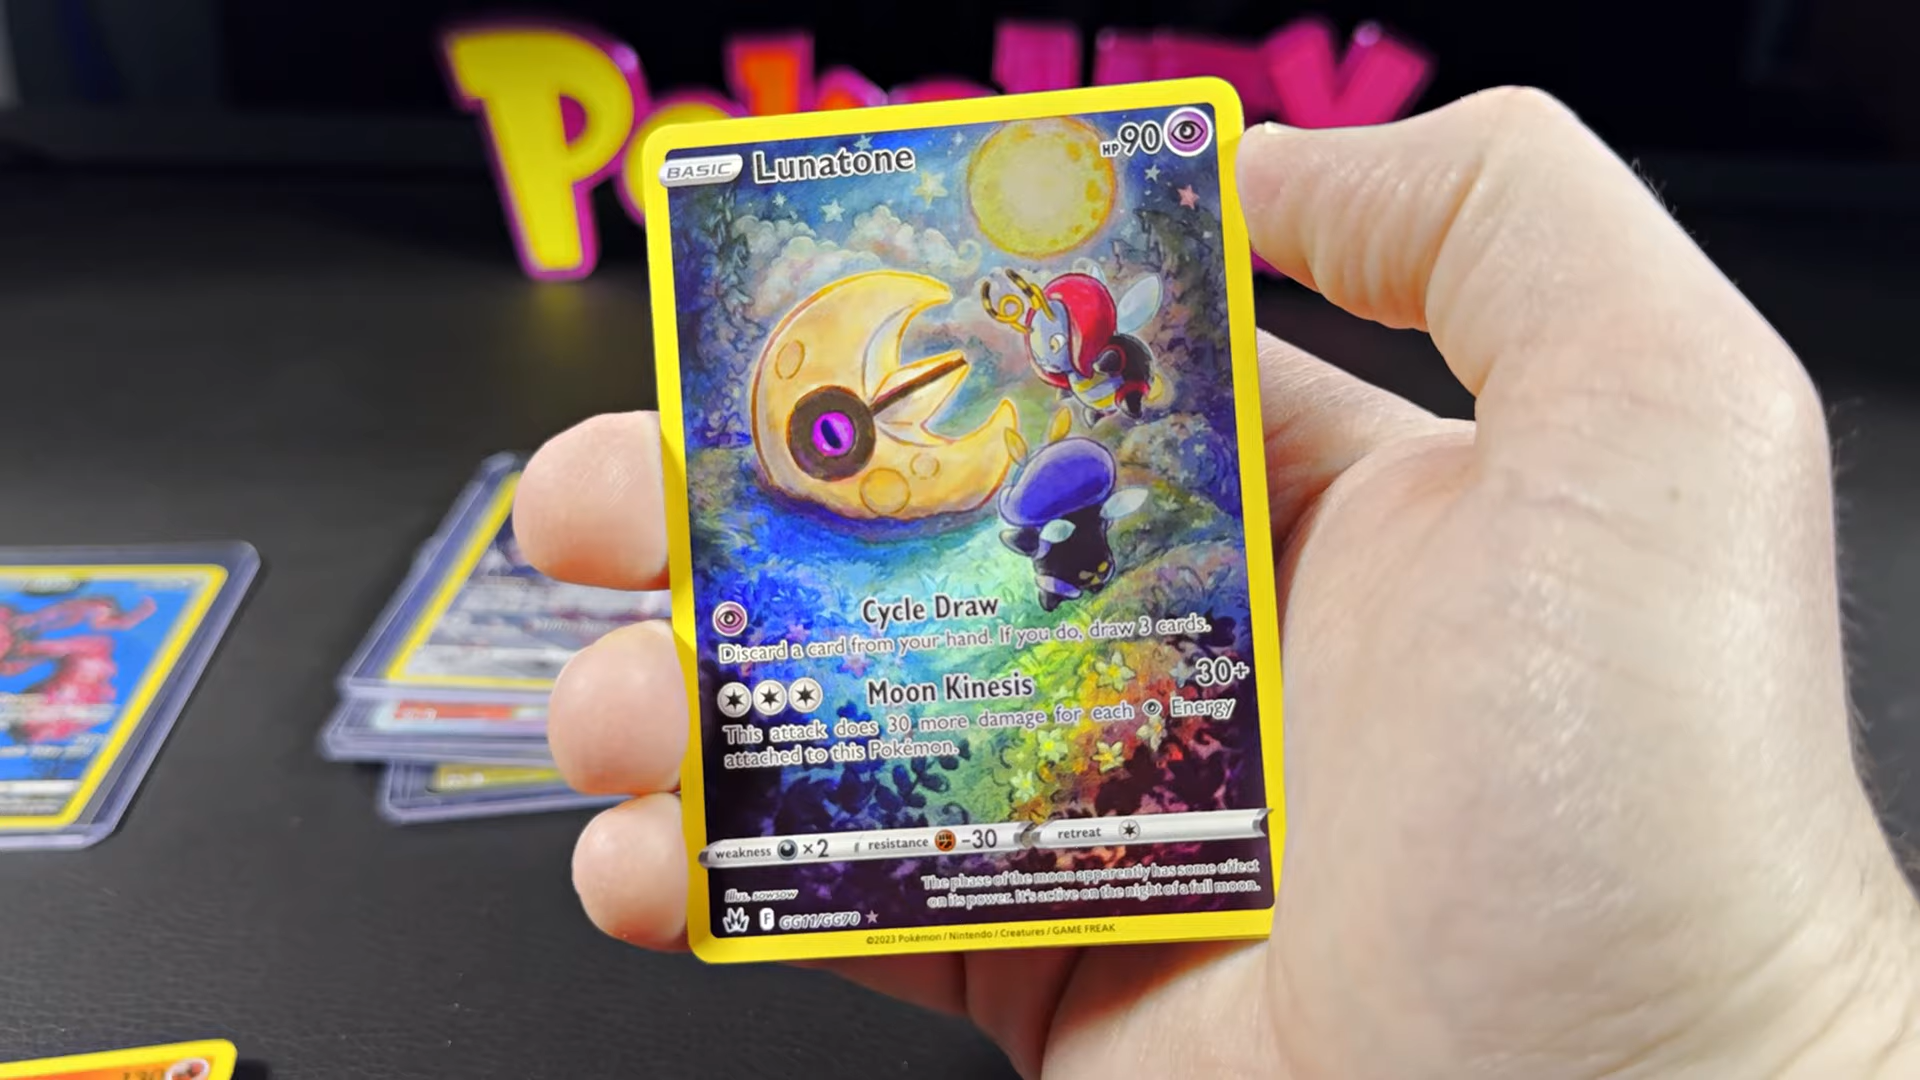 BASIC Lunatone HP 90
Cycle Draw
Discard a card from your hand. If you do, draw 3 cards.
Moon Kinesis 30+
This attack does 30 more damage for each Energy
attached to this Pokémon.
weakness ×2 resistance -30 retreat
Illus. sowsow
The phase of the moon apparently has some effect
on its power. It's active on the night of a full moon.
F GG11/GG70
©2023 Pokémon / Nintendo / Creatures / GAME FREAK
130